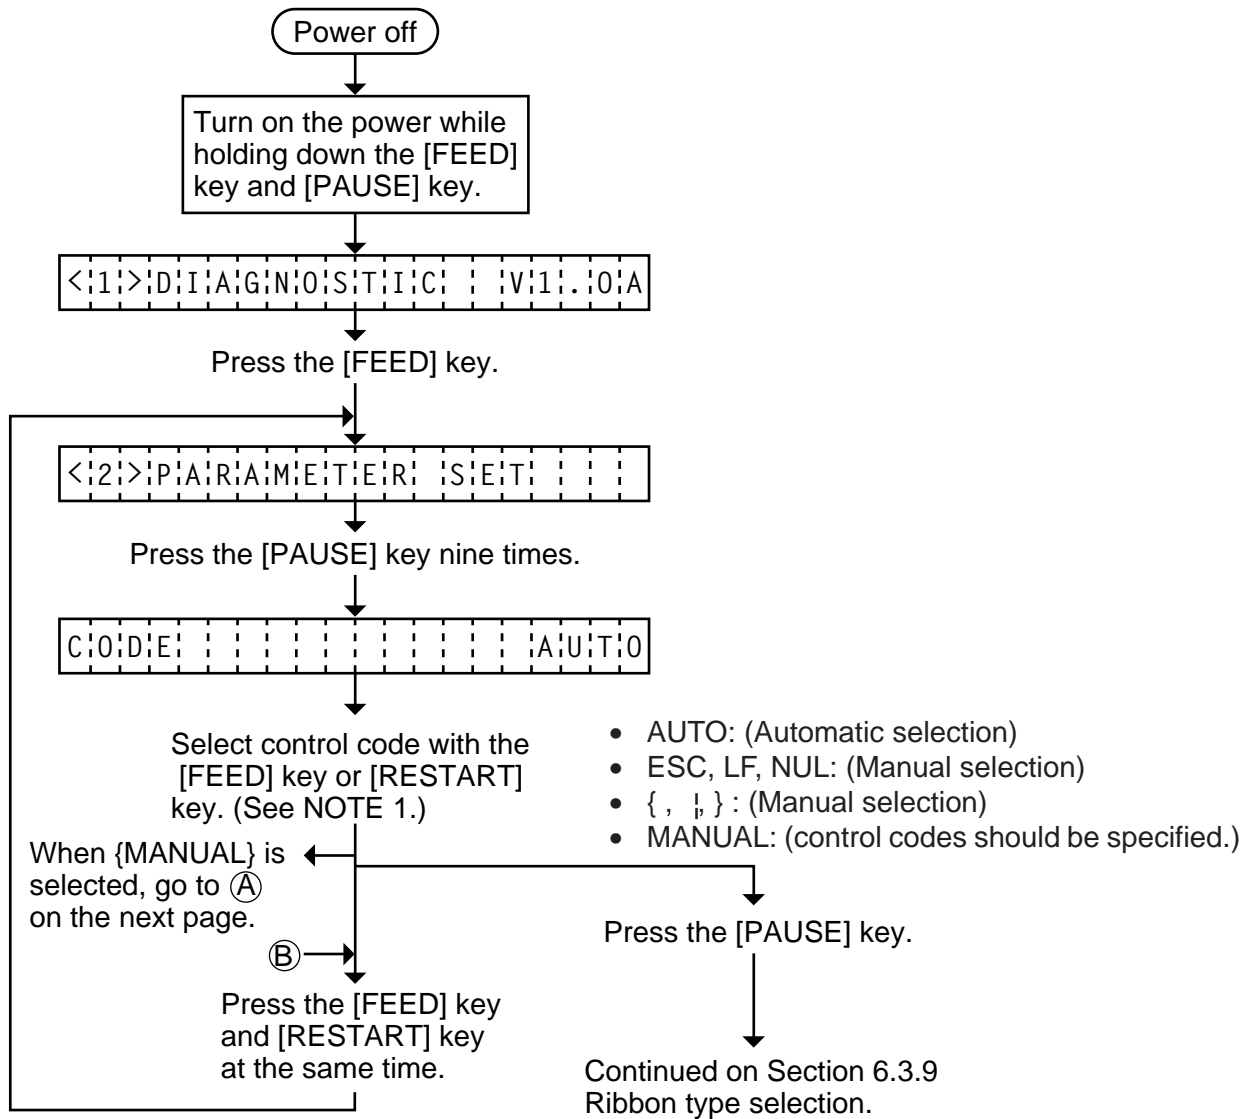 Power off
Turn on the power while
holding down the [FEED]
key and [PAUSE] key.
<1>DIAGNOSTIC  V1.0A
Press the [FEED] key.
<2>PARAMETER SET
Press the [PAUSE] key nine times.
CODE            AUTO
Select control code with the
[FEED] key or [RESTART]
key. (See NOTE 1.)
• AUTO: (Automatic selection)
• ESC, LF, NUL: (Manual selection)
• { , ¦, } : (Manual selection)
• MANUAL: (control codes should be specified.)
When {MANUAL} is
selected, go to Ⓐ
on the next page.
Ⓑ
Press the [FEED] key
and [RESTART] key
at the same time.
Press the [PAUSE] key.
Continued on Section 6.3.9
Ribbon type selection.